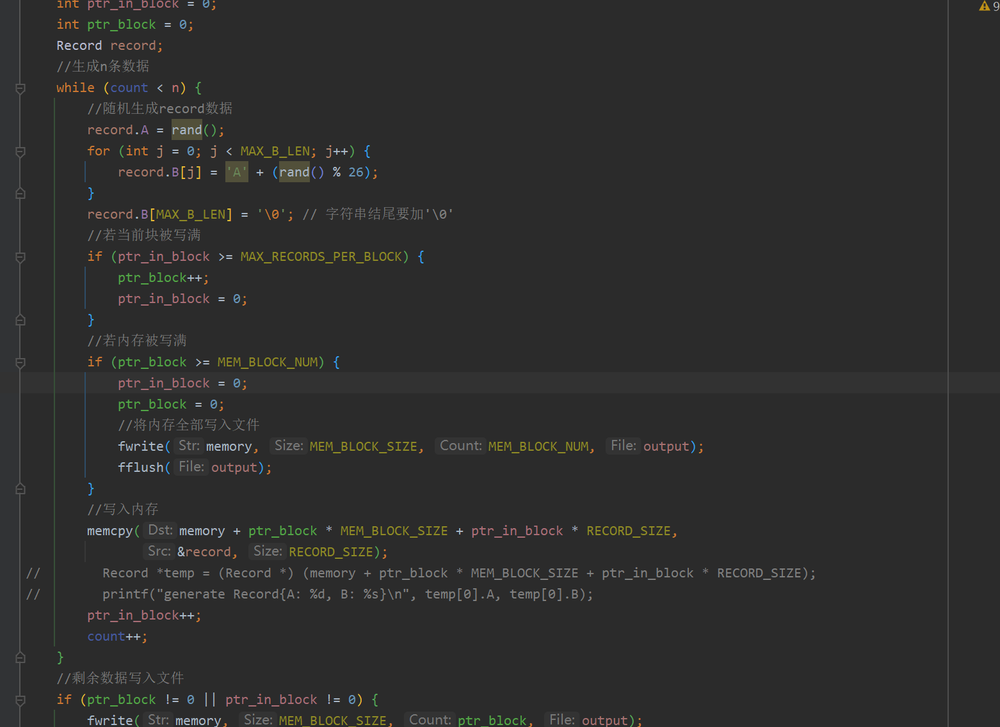 int ptr_in_block = 0;
9
int ptr_block = 0;
Record record;
//生成n条数据
while (count < n) {
//随机生成record数据
record.A = rand();
for (int j = 0; j < MAX_B_LEN; j++) {
record.B[j] = 'A' + (rand() % 26);
}
record.B[MAX_B_LEN] = '\0'; // 字符串结尾要加'\0'
//若当前块被写满
if (ptr_in_block >= MAX_RECORDS_PER_BLOCK) {
ptr_block++;
ptr_in_block = 0;
}
//若内存被写满
if (ptr_block >= MEM_BLOCK_NUM) {
ptr_in_block = 0;
ptr_block = 0;
//将内存全部写入文件
fwrite( Str: memory, Size: MEM_BLOCK_SIZE, Count: MEM_BLOCK_NUM, File: output);
fflush( File: output);
}
//写入内存
memcpy( Dst: memory + ptr_block * MEM_BLOCK_SIZE + ptr_in_block * RECORD_SIZE,
Src: &record, Size: RECORD_SIZE);
// Record *temp = (Record *) (memory + ptr_block * MEM_BLOCK_SIZE + ptr_in_block * RECORD_SIZE);
// printf("generate Record{A: %d, B: %s}\n", temp[0].A, temp[0].B);
ptr_in_block++;
count++;
}
//剩余数据写入文件
if (ptr_block != 0 || ptr_in_block != 0) {
fwrite( Str: memory, Size: MEM_BLOCK_SIZE, Count: ptr_block, File: output);